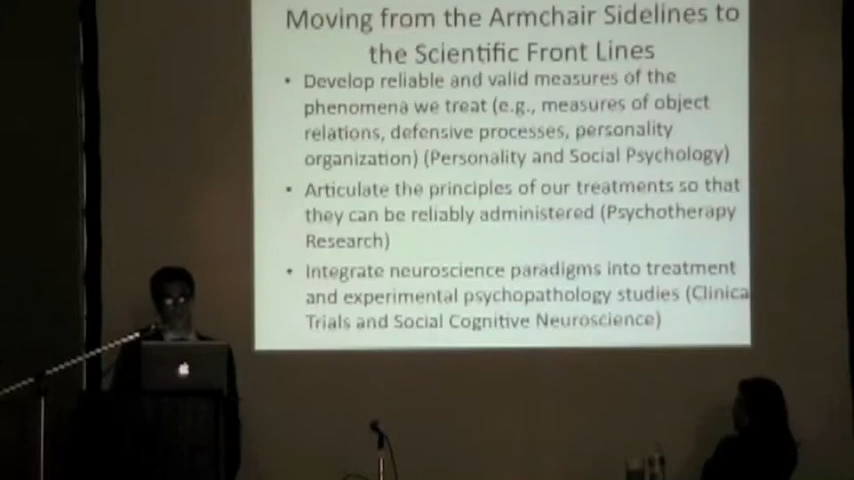 Moving from the Armchair Sidelines to
the Scientific Front Lines
• Develop reliable and valid measures of the
phenomena we treat (e.g., measures of object
relations, defensive processes, personality
organization) (Personality and Social Psychology)
• Articulate the principles of our treatments so that
they can be reliably administered (Psychotherapy
Research)
• Integrate neuroscience paradigms into treatment
and experimental psychopathology studies (Clinica
Trials and Social Cognitive Neuroscience)